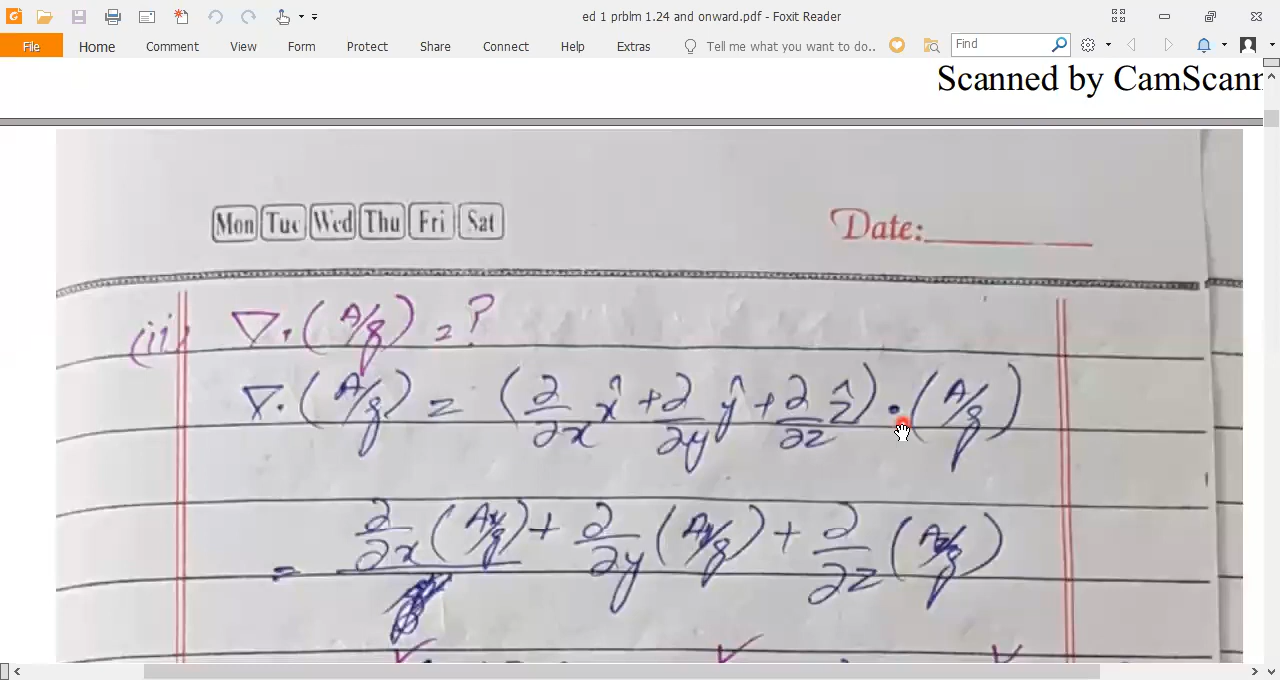 ed 1 prblm 1.24 and onward.pdf - Foxit Reader
File Home Comment View Form Protect Share Connect Help Extras Tell me what you want to do.. Find
Scanned by CamScann
Mon Tue Wed Thu Fri Sat Date:
(ii) ∇·(A/g) = ?
∇·(A/g) = (∂/∂x x̂ + ∂/∂y ŷ + ∂/∂z ẑ) · (A/g)
= ∂/∂x (Ax/g) + ∂/∂y (Ay/g) + ∂/∂z (Az/g)